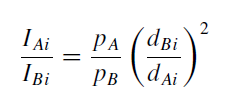 I_{Ai} / I_{Bi} = p_A / p_B (d_{Bi} / d_{Ai})^2